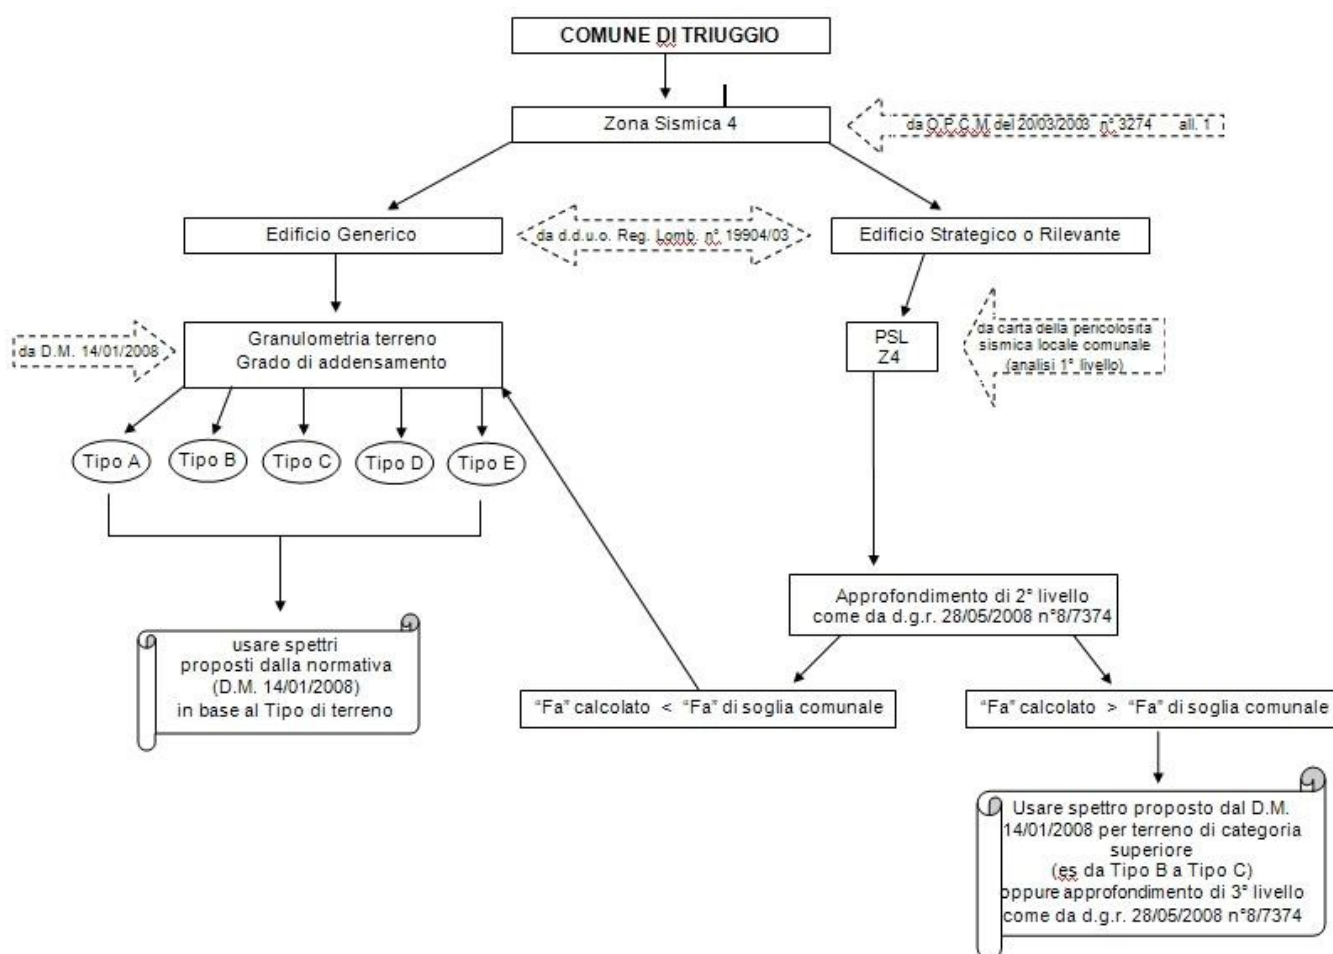 COMUNE DI TRIUGGIO
Zona Sismica 4
da O.P.C.M. del 20/03/2003 n° 3274 all. 1
Edificio Generico
da d.d.u.o. Reg. Lomb. n° 19904/03
Edificio Strategico o Rilevante
da D.M. 14/01/2008
Granulometria terreno
Grado di addensamento
PSL
Z4
da carta della pericolosita
sismica locale comunale
(analisi 1° livello)
Tipo A
Tipo B
Tipo C
Tipo D
Tipo E
Approfondimento di 2° livello
come da d.g.r. 28/05/2008 n°8/7374
usare spettri
proposti dalla normativa
(D.M. 14/01/2008)
in base al Tipo di terreno
“Fa” calcolato < “Fa” di soglia comunale
“Fa” calcolato > “Fa” di soglia comunale
Usare spettro proposto dal D.M.
14/01/2008 per terreno di categoria
superiore
(es da Tipo B a Tipo C)
oppure approfondimento di 3° livello
come da d.g.r. 28/05/2008 n°8/7374